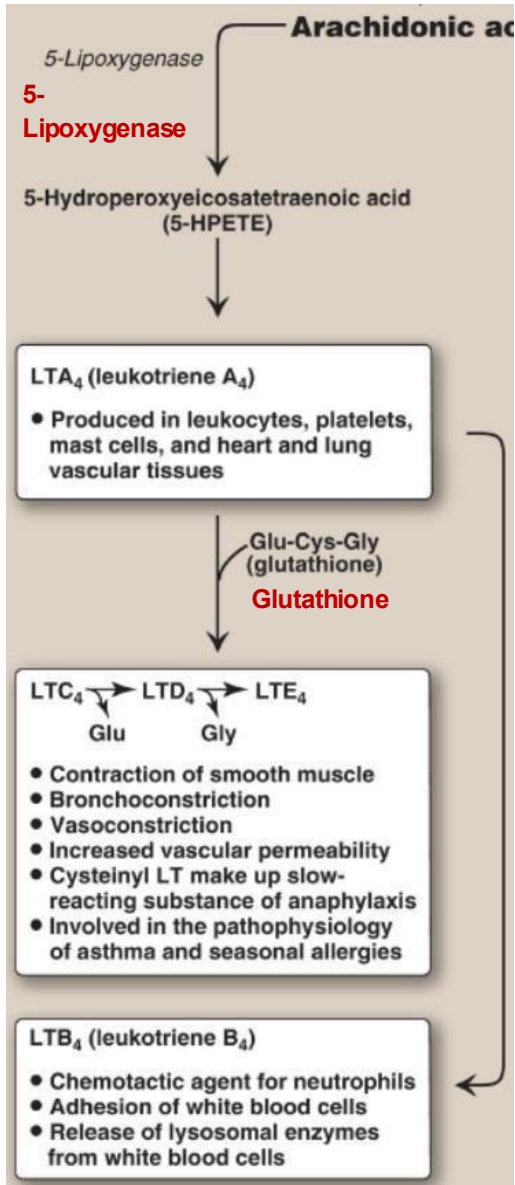 Arachidonic ac
5-Lipoxygenase
5-
Lipoxygenase
5-Hydroperoxyeicosatetraenoic acid
(5-HPETE)
LTA₄ (leukotriene A₄)
• Produced in leukocytes, platelets,
mast cells, and heart and lung
vascular tissues
Glu-Cys-Gly
(glutathione)
Glutathione
LTC₄ LTD₄ LTE₄
Glu Gly
• Contraction of smooth muscle
• Bronchoconstriction
• Vasoconstriction
• Increased vascular permeability
• Cysteinyl LT make up slow-
reacting substance of anaphylaxis
• Involved in the pathophysiology
of asthma and seasonal allergies
LTB₄ (leukotriene B₄)
• Chemotactic agent for neutrophils
• Adhesion of white blood cells
• Release of lysosomal enzymes
from white blood cells